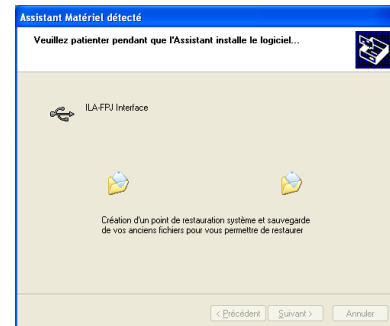 Assistant Matériel détecté
Veuillez patienter pendant que l'Assistant installe le logiciel...
ILA-FPJ Interface
Création d'un point de restauration système et sauvegarde
de vos anciens fichiers pour vous permettre de restaurer
< Précédent Suivant > Annuler